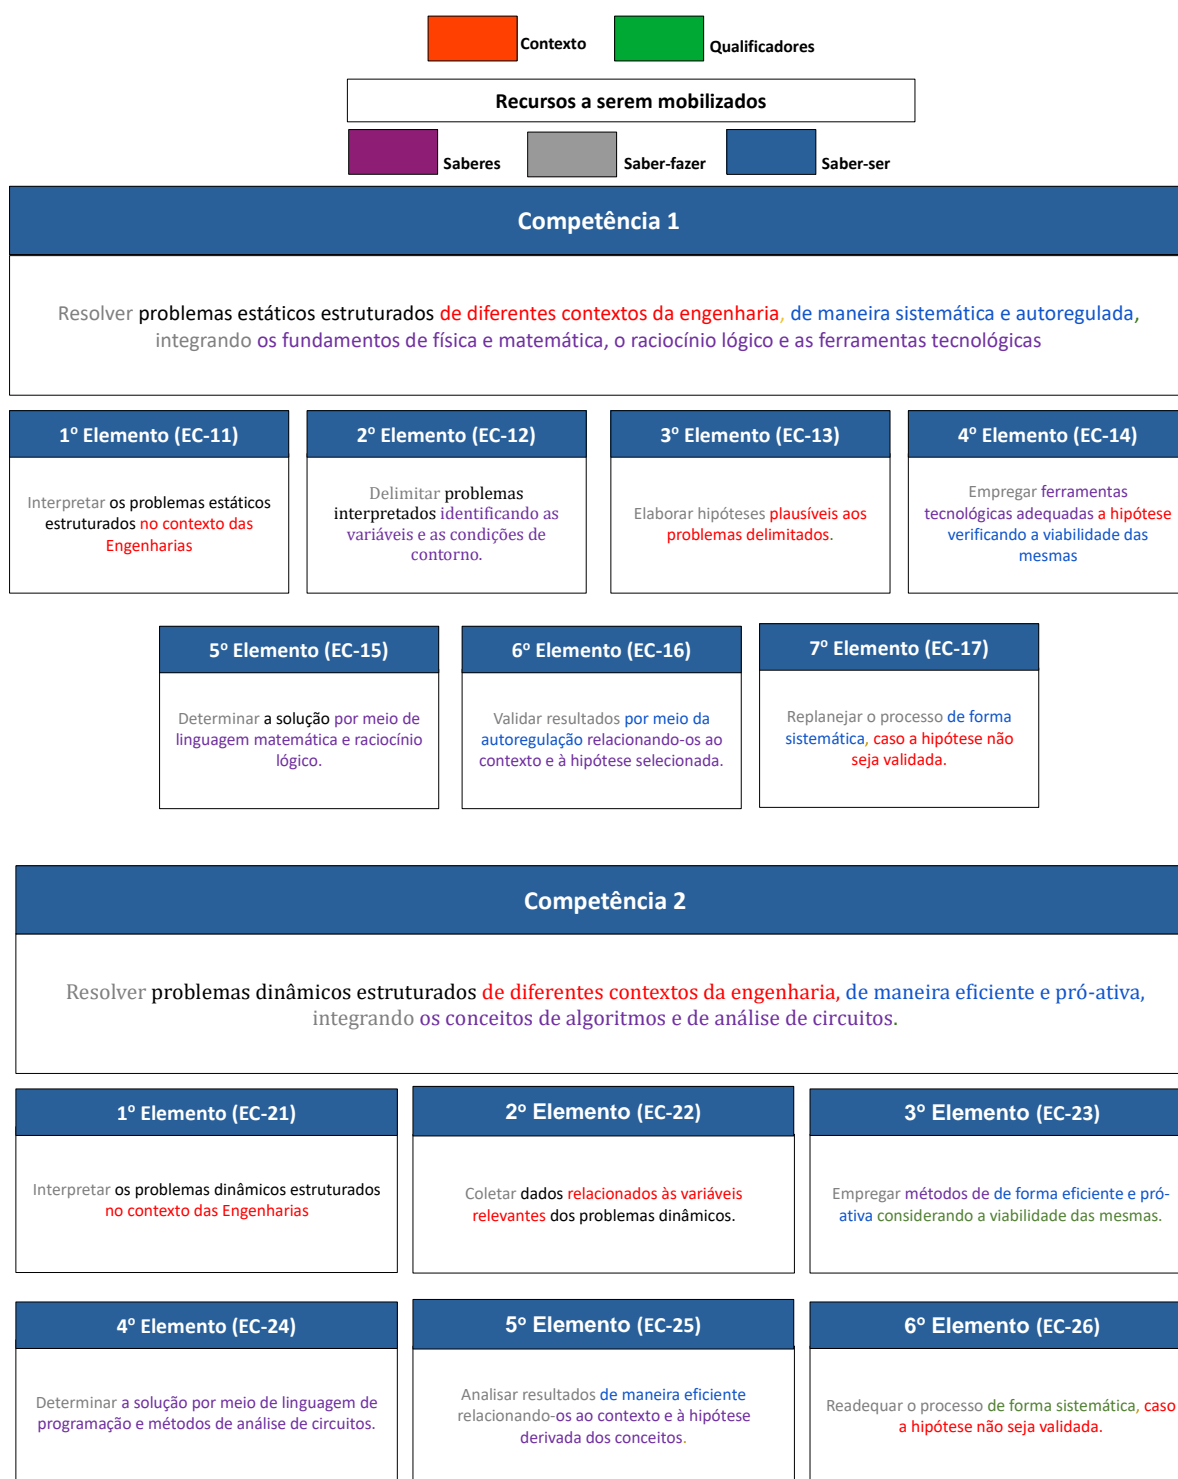 Contexto
Qualificadores
Recursos a serem mobilizados
Saberes
Saber-fazer
Saber-ser
Competência 1
Resolver problemas estáticos estruturados de diferentes contextos da engenharia, de maneira sistemática e autoregulada,
integrando os fundamentos de física e matemática, o raciocínio lógico e as ferramentas tecnológicas
1º Elemento (EC-11)
Interpretar os problemas estáticos
estruturados no contexto das
Engenharias
2º Elemento (EC-12)
Delimitar problemas
interpretados identificando as
variáveis e as condições de
contorno.
3º Elemento (EC-13)
Elaborar hipóteses plausíveis aos
problemas delimitados.
4º Elemento (EC-14)
Empregar ferramentas
tecnológicas adequadas a hipótese
verificando a viabilidade das
mesmas
5º Elemento (EC-15)
Determinar a solução por meio de
linguagem matemática e raciocínio
lógico.
6º Elemento (EC-16)
Validar resultados por meio da
autoregulação relacionando-os ao
contexto e à hipótese selecionada.
7º Elemento (EC-17)
Replanejar o processo de forma
sistemática, caso a hipótese não
seja validada.
Competência 2
Resolver problemas dinâmicos estruturados de diferentes contextos da engenharia, de maneira eficiente e pró-ativa,
integrando os conceitos de algoritmos e de análise de circuitos.
1º Elemento (EC-21)
Interpretar os problemas dinâmicos estruturados
no contexto das Engenharias
2º Elemento (EC-22)
Coletar dados relacionados às variáveis
relevantes dos problemas dinâmicos.
3º Elemento (EC-23)
Empregar métodos de de forma eficiente e pró-
ativa considerando a viabilidade das mesmas.
4º Elemento (EC-24)
Determinar a solução por meio de linguagem de
programação e métodos de análise de circuitos.
5º Elemento (EC-25)
Analisar resultados de maneira eficiente
relacionando-os ao contexto e à hipótese
derivada dos conceitos.
6º Elemento (EC-26)
Readequar o processo de forma sistemática, caso
a hipótese não seja validada.